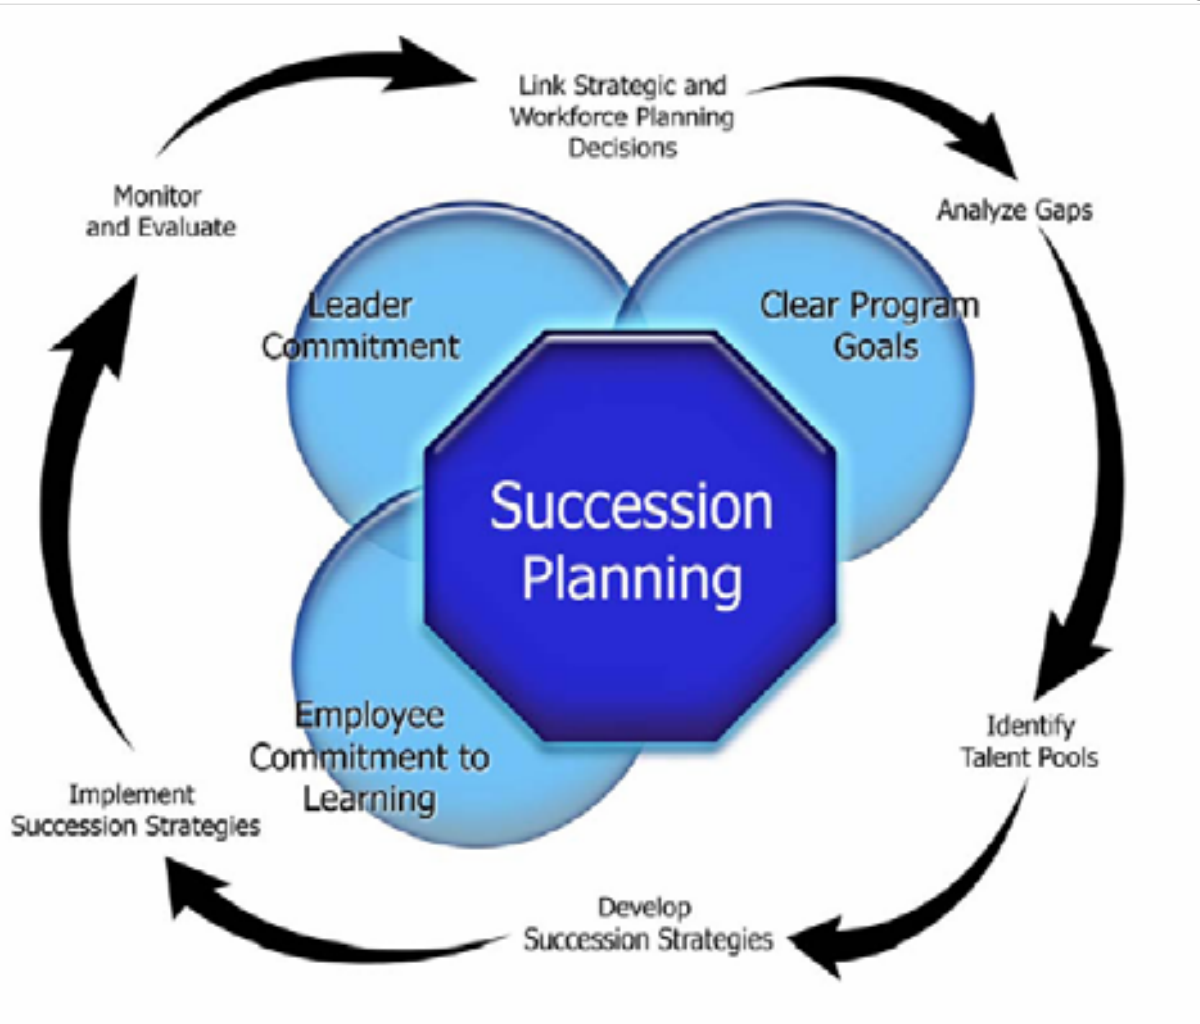 Link Strategic and
Workforce Planning
Decisions
Monitor
and Evaluate
Analyze Gaps
Leader
Commitment
Clear Program
Goals
Succession
Planning
Employee
Commitment to
Learning
Identify
Talent Pools
Implement
Succession Strategies
Develop
Succession Strategies